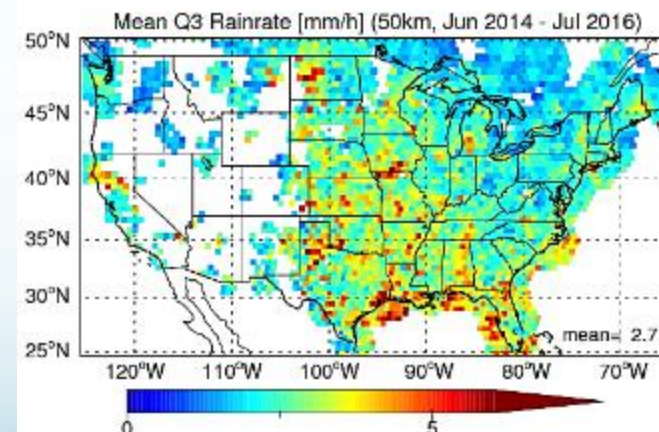 Mean Q3 Rainrate [mm/h] (50km, Jun 2014 - Jul 2016)
50°N
45°N
40°N
35°N
30°N
25°N
mean= 2.7
120°W 110°W 100°W 90°W 80°W 70°W
0 5